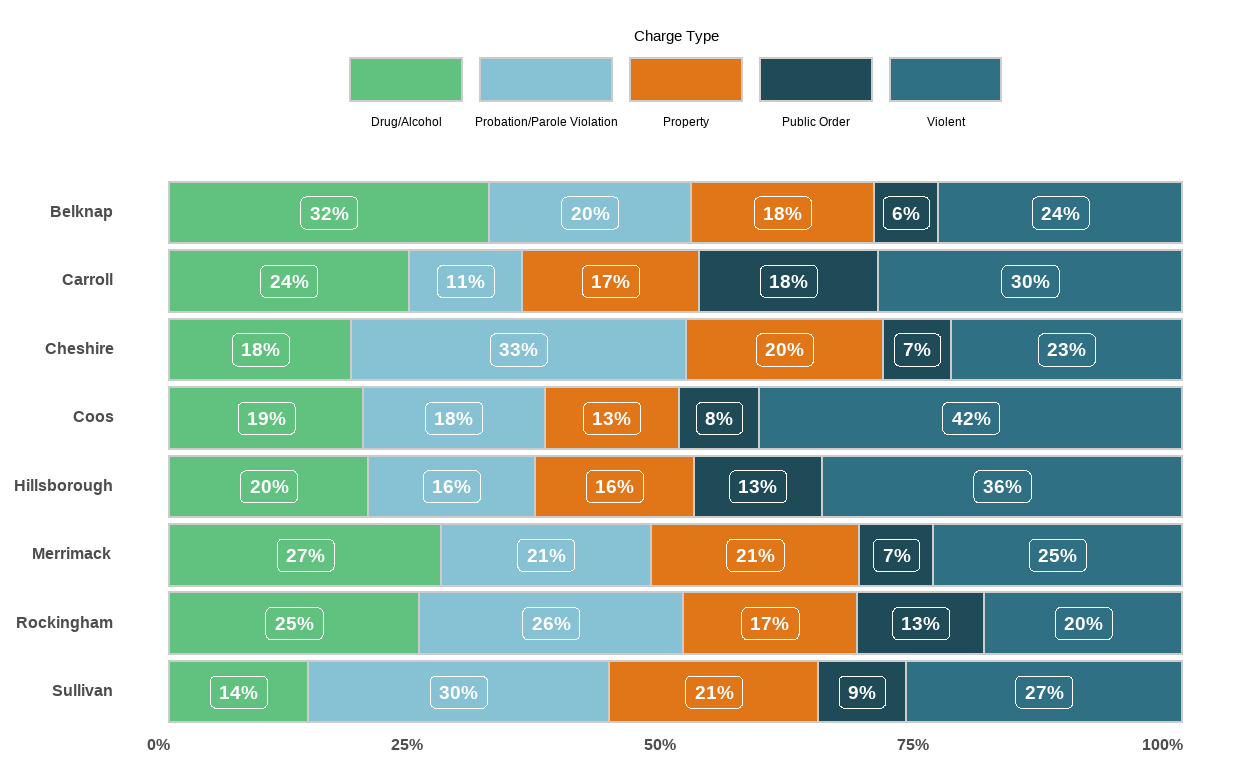 Charge Type
Drug/Alcohol Probation/Parole Violation Property Public Order Violent
Belknap 32% 20% 18% 6% 24%
Carroll 24% 11% 17% 18% 30%
Cheshire 18% 33% 20% 7% 23%
Coos 19% 18% 13% 8% 42%
Hillsborough 20% 16% 16% 13% 36%
Merrimack 27% 21% 21% 7% 25%
Rockingham 25% 26% 17% 13% 20%
Sullivan 14% 30% 21% 9% 27%
0% 25% 50% 75% 100%